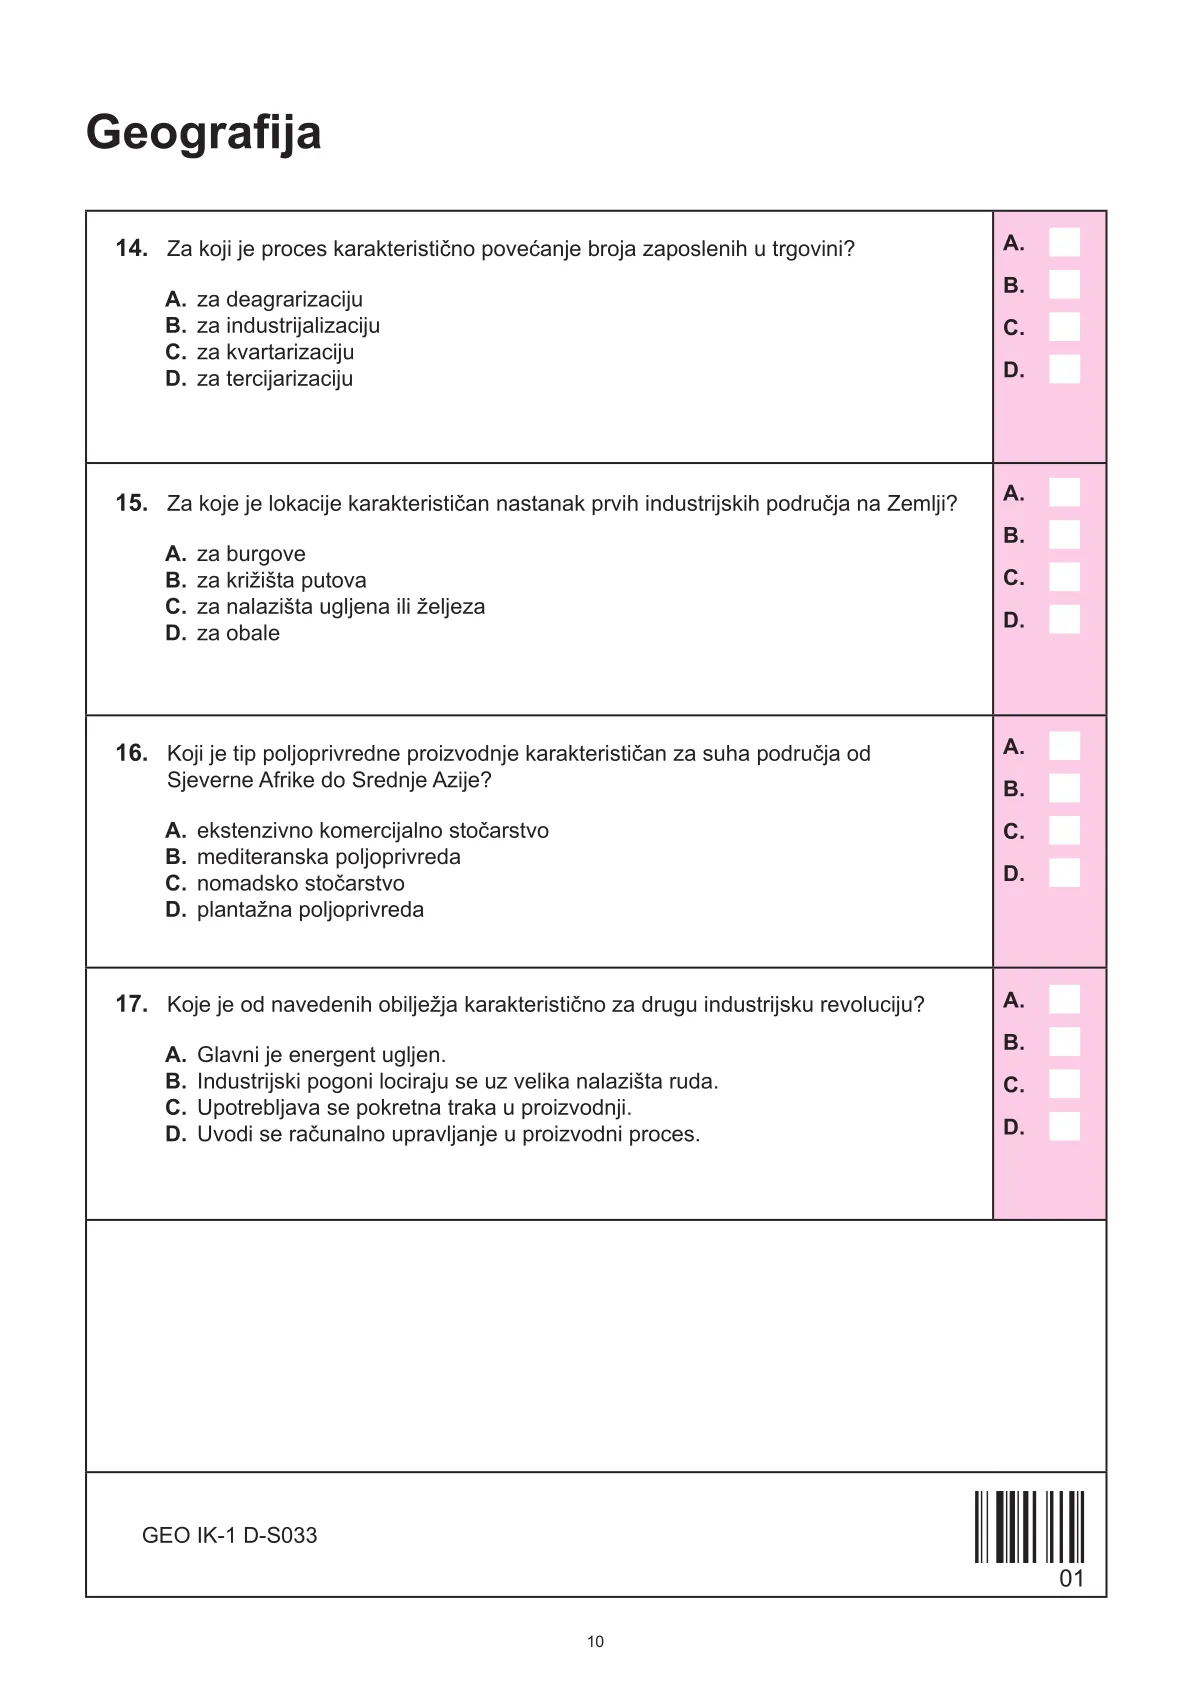 Geografija
14. Za koji je proces karakteristično povećanje broja zaposlenih u trgovini?
A. za deagrarizaciju
B. za industrijalizaciju
C. za kvartarizaciju
D. za tercijarizaciju
A.
B.
C.
D.
15. Za koje je lokacije karakterističan nastanak prvih industrijskih područja na Zemlji?
A. za burgove
B. za križišta putova
C. za nalazišta ugljena ili željeza
D. za obale
A.
B.
C.
D.
16. Koji je tip poljoprivredne proizvodnje karakterističan za suha područja od
Sjeverne Afrike do Srednje Azije?
A. ekstenzivno komercijalno stočarstvo
B. mediteranska poljoprivreda
C. nomadsko stočarstvo
D. plantažna poljoprivreda
A.
B.
C.
D.
17. Koje je od navedenih obilježja karakteristično za drugu industrijsku revoluciju?
A. Glavni je energent ugljen.
B. Industrijski pogoni lociraju se uz velika nalazišta ruda.
C. Upotrebljava se pokretna traka u proizvodnji.
D. Uvodi se računalno upravljanje u proizvodni proces.
A.
B.
C.
D.
GEO IK-1 D-S033
01
10